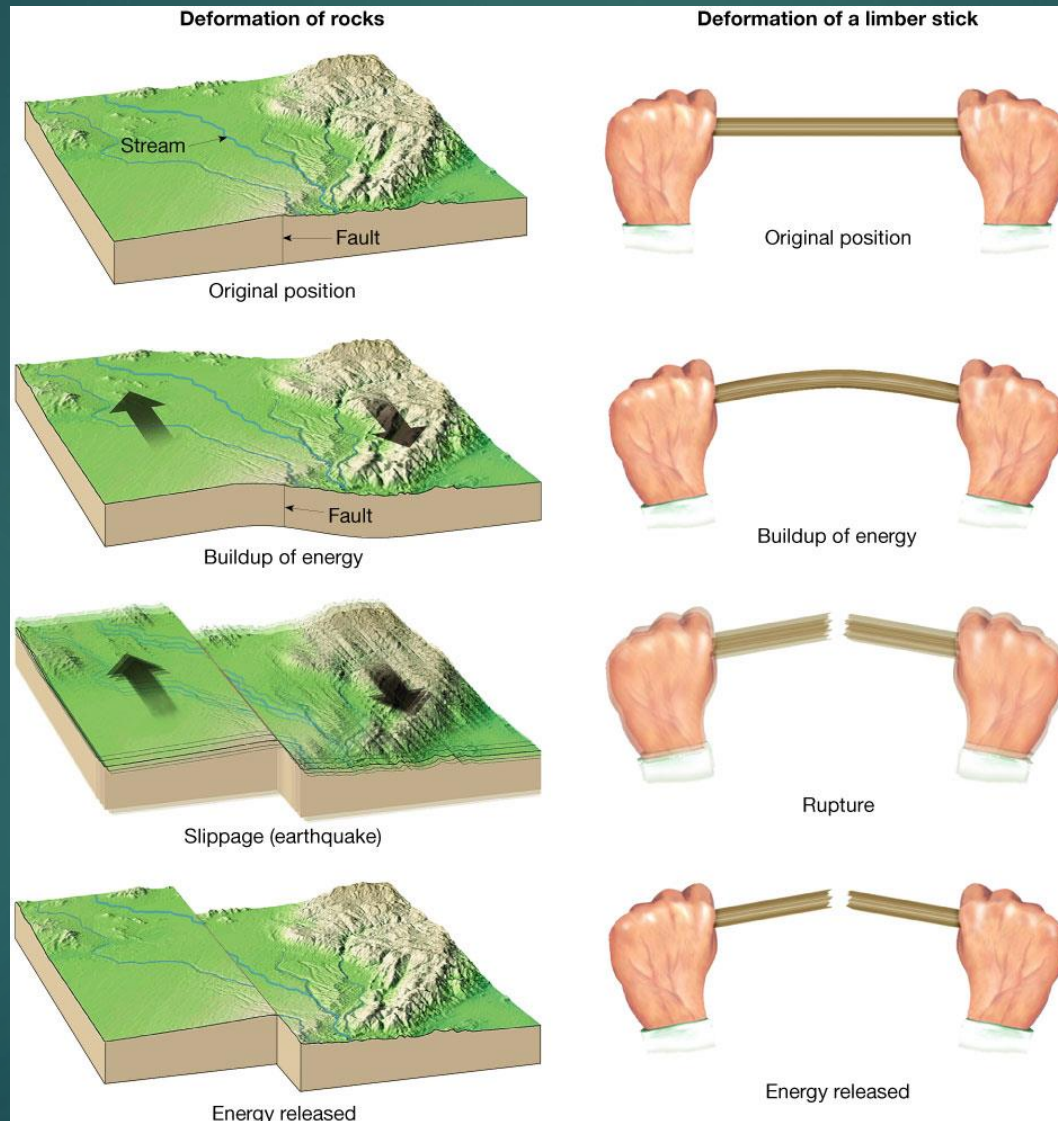 Deformation of rocks
Deformation of a limber stick
Stream
Fault
Original position
Original position
Fault
Buildup of energy
Buildup of energy
Slippage (earthquake)
Rupture
Energy released
Energy released